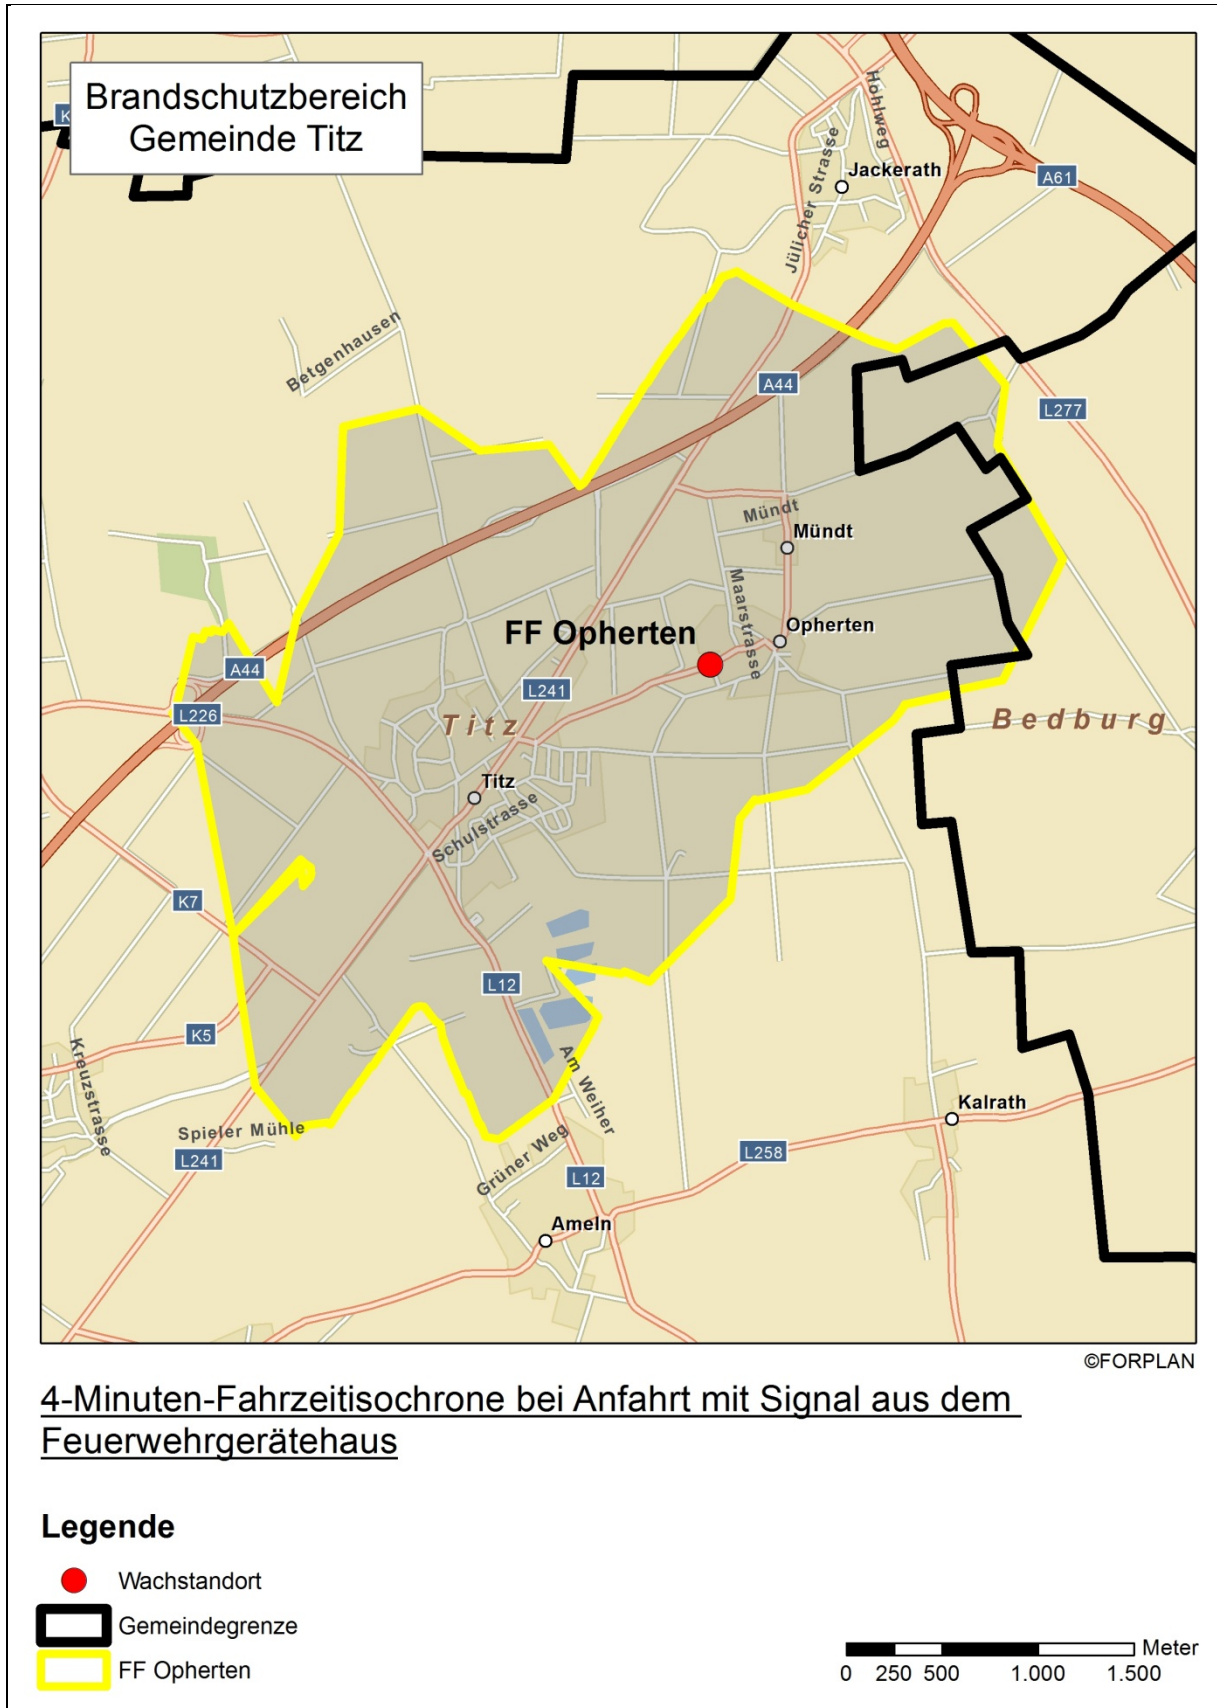 Brandschutzbereich
Gemeinde Titz
K
Hohlweg
Jackerath
A61
Jülicher Strasse
Betgenhausen
A44
L277
Mündt
Mündt
Maarstrasse
FF Opherten
Opherten
A44
L241
L226
Titz
Bedburg
Titz
Schulstrasse
K7
L12
K5
Am Weiher
Kreuzstrasse
Kalrath
Spieler Mühle
L241
Grüner Weg
L258
L12
Ameln
©FORPLAN
4-Minuten-Fahrzeitisochrone bei Anfahrt mit Signal aus dem
Feuerwehrgerätehaus
Legende
Wachstandort
Gemeindegrenze
FF Opherten
Meter
0 250 500 1.000 1.500